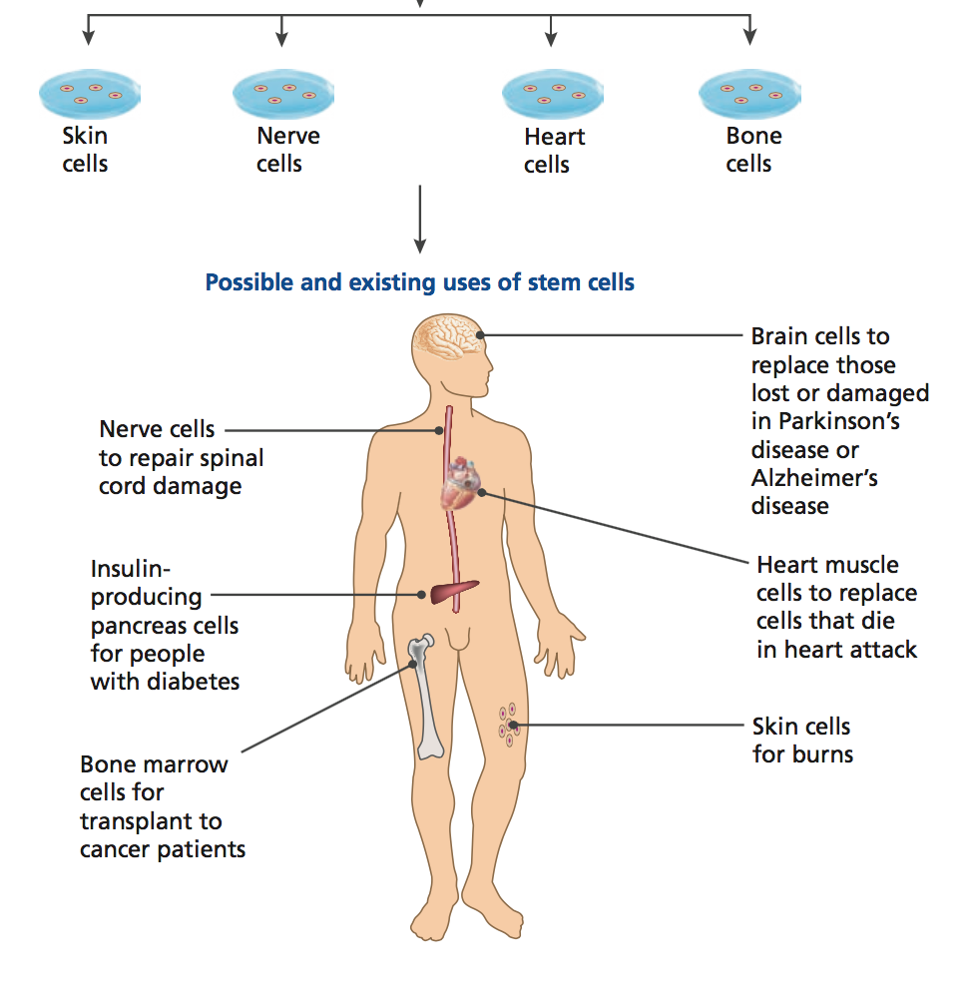 Skin
cells
Nerve
cells
Heart
cells
Bone
cells
Possible and existing uses of stem cells
Brain cells to
replace those
lost or damaged
in Parkinson's
disease or
Alzheimer's
disease
Nerve cells
to repair spinal
cord damage
Heart muscle
cells to replace
cells that die
in heart attack
Insulin-
producing
pancreas cells
for people
with diabetes
Skin cells
for burns
Bone marrow
cells for
transplant to
cancer patients